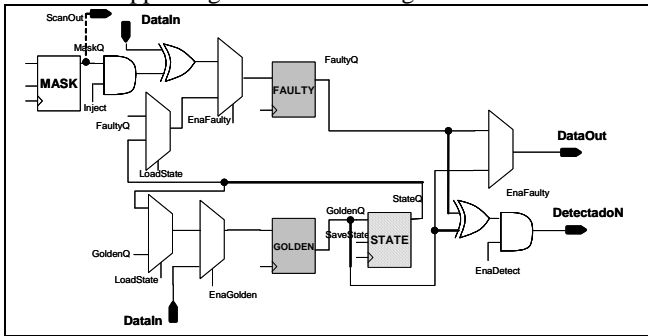 ScanOut
DataIn
MaskQ
FaultyQ
MASK
FAULTY
Inject
EnaFaulty
FaultyQ
DataOut
LoadState
EnaFaulty
StateQ
GoldenQ
SaveState
STATE
DetectadoN
GOLDEN
GoldenQ
EnaDetect
LoadState
EnaGolden
DataIn